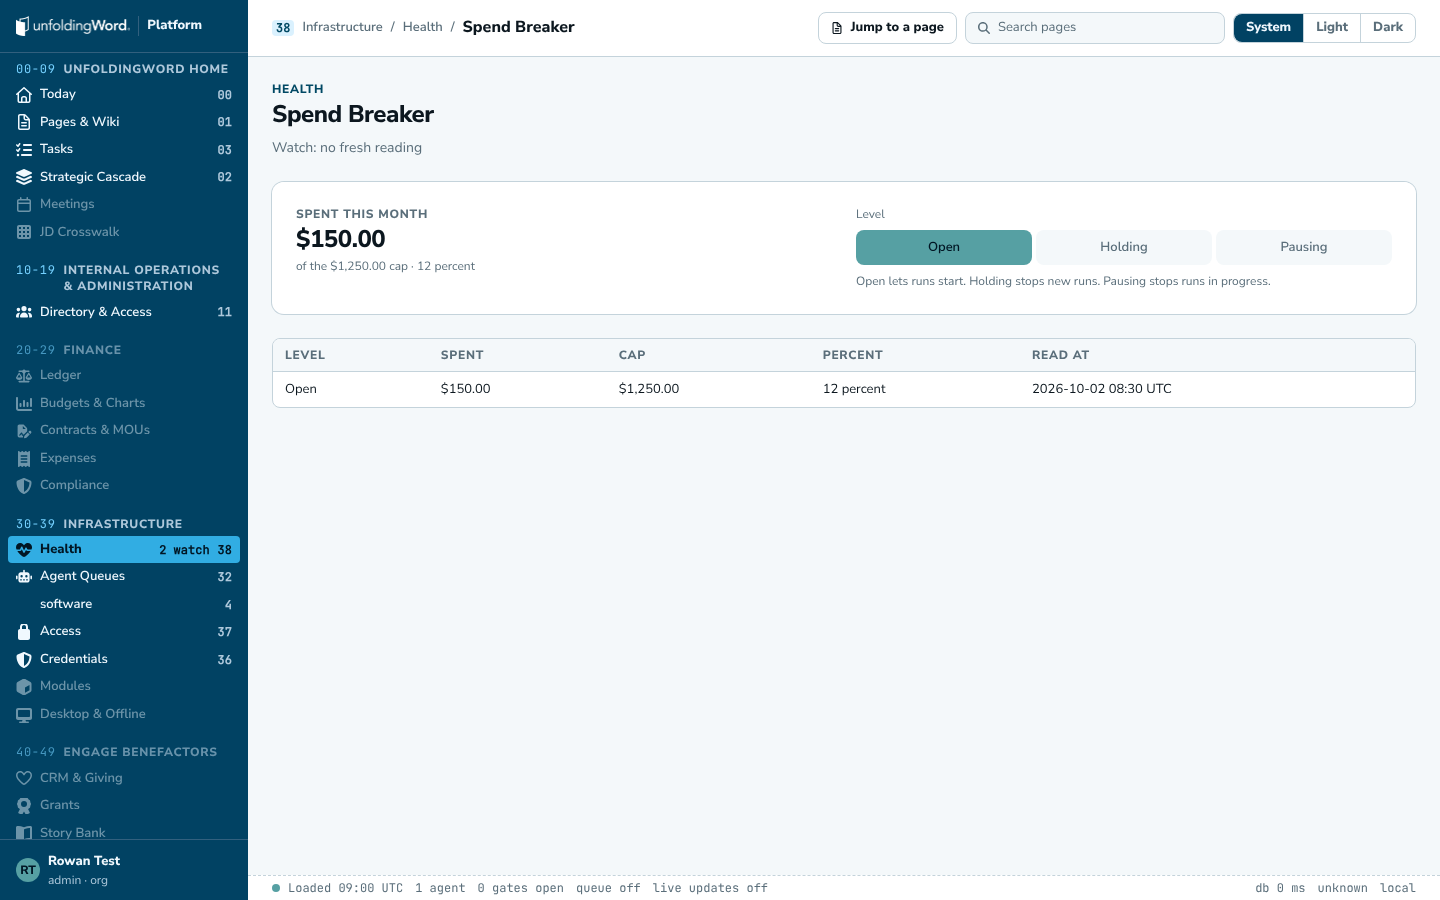 unfoldingWord Platform
00-09 UNFOLDINGWORD HOME
Today 00
Pages & Wiki 01
Tasks 03
Strategic Cascade 02
Meetings
JD Crosswalk
10-19 INTERNAL OPERATIONS
& ADMINISTRATION
Directory & Access 11
20-29 FINANCE
Ledger
Budgets & Charts
Contracts & MOUs
Expenses
Compliance
30-39 INFRASTRUCTURE
Health 2 watch 38
Agent Queues 32
software 4
Access 37
Credentials 36
Modules
Desktop & Offline
40-49 ENGAGE BENEFACTORS
CRM & Giving
Grants
Story Bank
RT
Rowan Test
admin · org
38 Infrastructure / Health / Spend Breaker
Jump to a page
Search pages
System Light Dark
HEALTH
Spend Breaker
Watch: no fresh reading
SPENT THIS MONTH
$150.00
of the $1,250.00 cap · 12 percent
Level
Open Holding Pausing
Open lets runs start. Holding stops new runs. Pausing stops runs in progress.
LEVEL SPENT CAP PERCENT READ AT
Open $150.00 $1,250.00 12 percent 2026-10-02 08:30 UTC
Loaded 09:00 UTC 1 agent 0 gates open queue off live updates off
db 0 ms unknown local